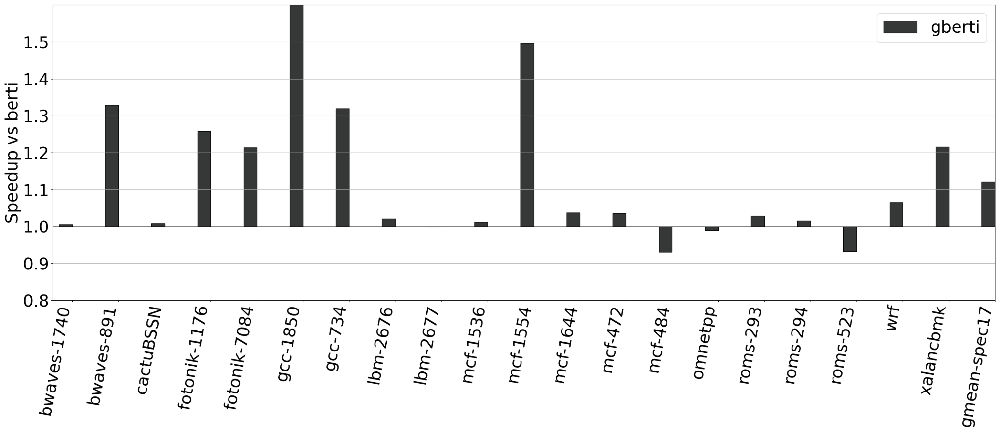 gberti
Speedup vs berti
1.5
1.4
1.3
1.2
1.1
1.0
0.9
0.8
bwaves-1740
bwaves-891
cactuBSSN
fotonik-1176
fotonik-7084
gcc-1850
gcc-734
lbm-2676
lbm-2677
mcf-1536
mcf-1554
mcf-1644
mcf-472
mcf-484
omnetpp
roms-293
roms-294
roms-523
wrf
xalancbmk
gmean-spec17